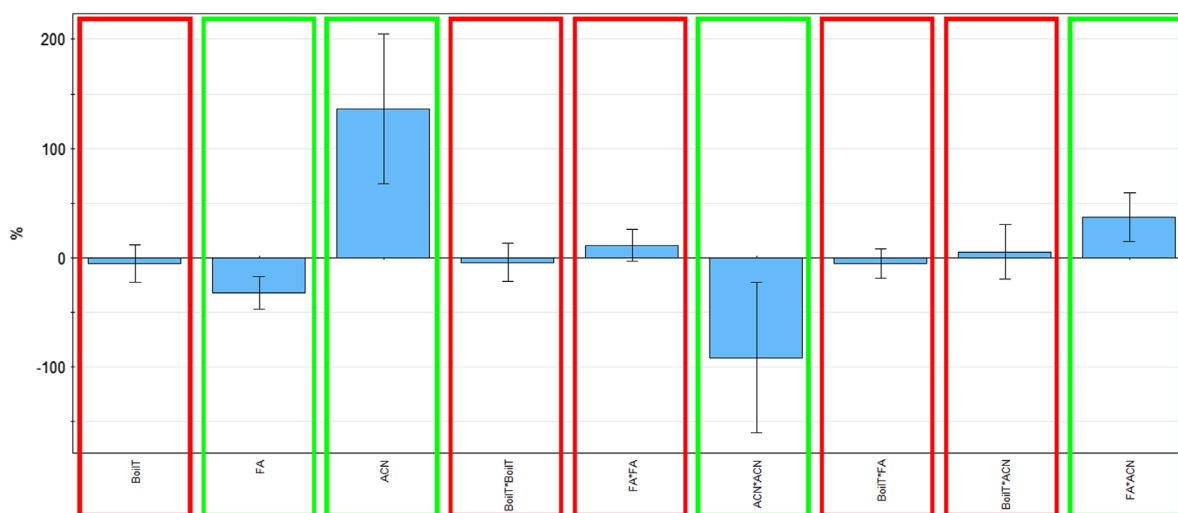 200
100
0
-100
%
BoilT
FA
ACN
BoilT*BoilT
FA*FA
ACN*ACN
BoilT*FA
BoilT*ACN
FA*ACN